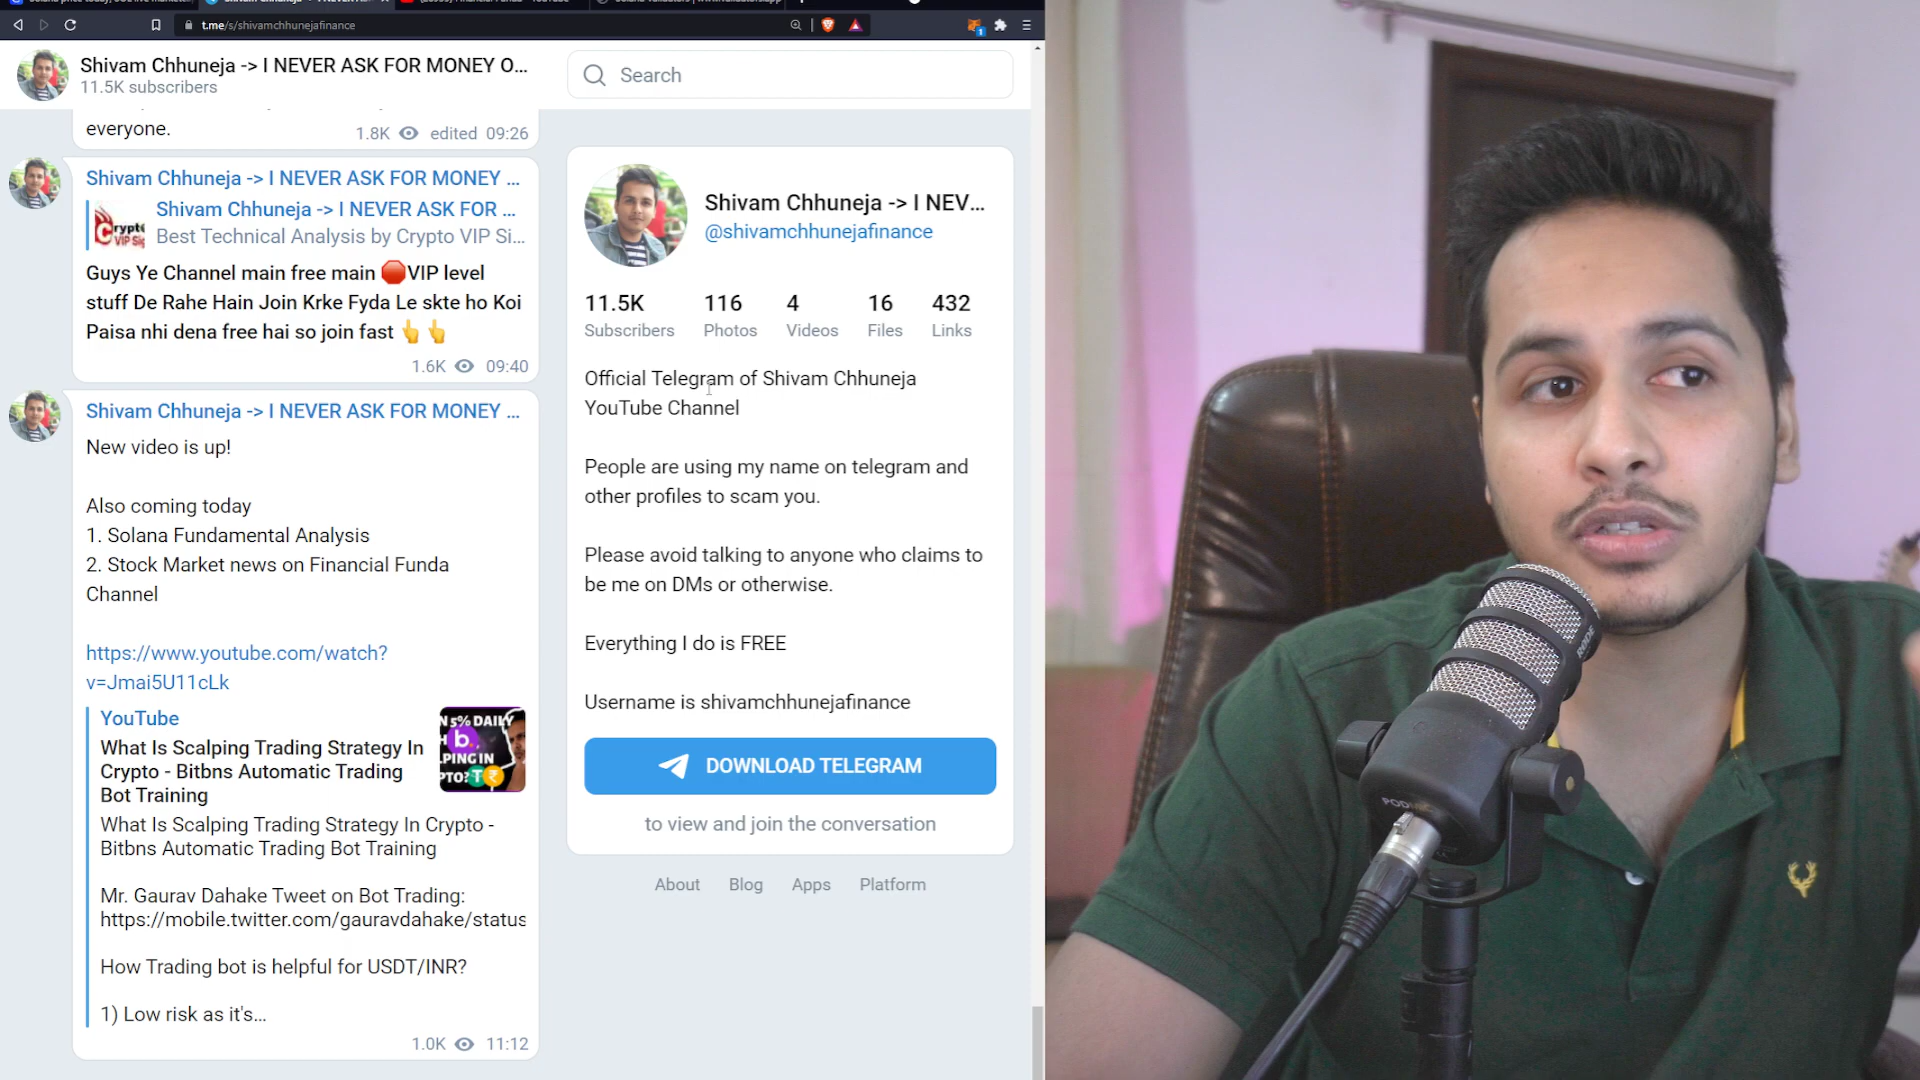 t.me/s/shivamchhunejafinance
Shivam Chhuneja -> I NEVER ASK FOR MONEY O...
11.5K subscribers
Search
everyone.
1.8K edited 09:26
Shivam Chhuneja -> I NEVER ASK FOR MONEY ...
Shivam Chhuneja -> I NEVER ASK FOR ...
Best Technical Analysis by Crypto VIP Si...
Guys Ye Channel main free main 🛑VIP level
stuff De Rahe Hain Join Krke Fyda Le skte ho Koi
Paisa nhi dena free hai so join fast 👆👆
1.6K 09:40
Shivam Chhuneja -> I NEVER ASK FOR MONEY ...
New video is up!
Also coming today
1. Solana Fundamental Analysis
2. Stock Market news on Financial Funda
Channel
https://www.youtube.com/watch?
v=Jmai5U11cLk
YouTube
What Is Scalping Trading Strategy In
Crypto - Bitbns Automatic Trading
Bot Training
What Is Scalping Trading Strategy In Crypto -
Bitbns Automatic Trading Bot Training
Mr. Gaurav Dahake Tweet on Bot Trading:
https://mobile.twitter.com/gauravdahake/status
How Trading bot is helpful for USDT/INR?
1) Low risk as it's...
1.0K 11:12
N 5% DAILY
b.
PING IN
PTO?
Shivam Chhuneja -> I NEV...
@shivamchhunejafinance
11.5K 116 4 16 432
Subscribers Photos Videos Files Links
Official Telegram of Shivam Chhuneja
YouTube Channel
People are using my name on telegram and
other profiles to scam you.
Please avoid talking to anyone who claims to
be me on DMs or otherwise.
Everything I do is FREE
Username is shivamchhunejafinance
DOWNLOAD TELEGRAM
to view and join the conversation
About Blog Apps Platform
RODE